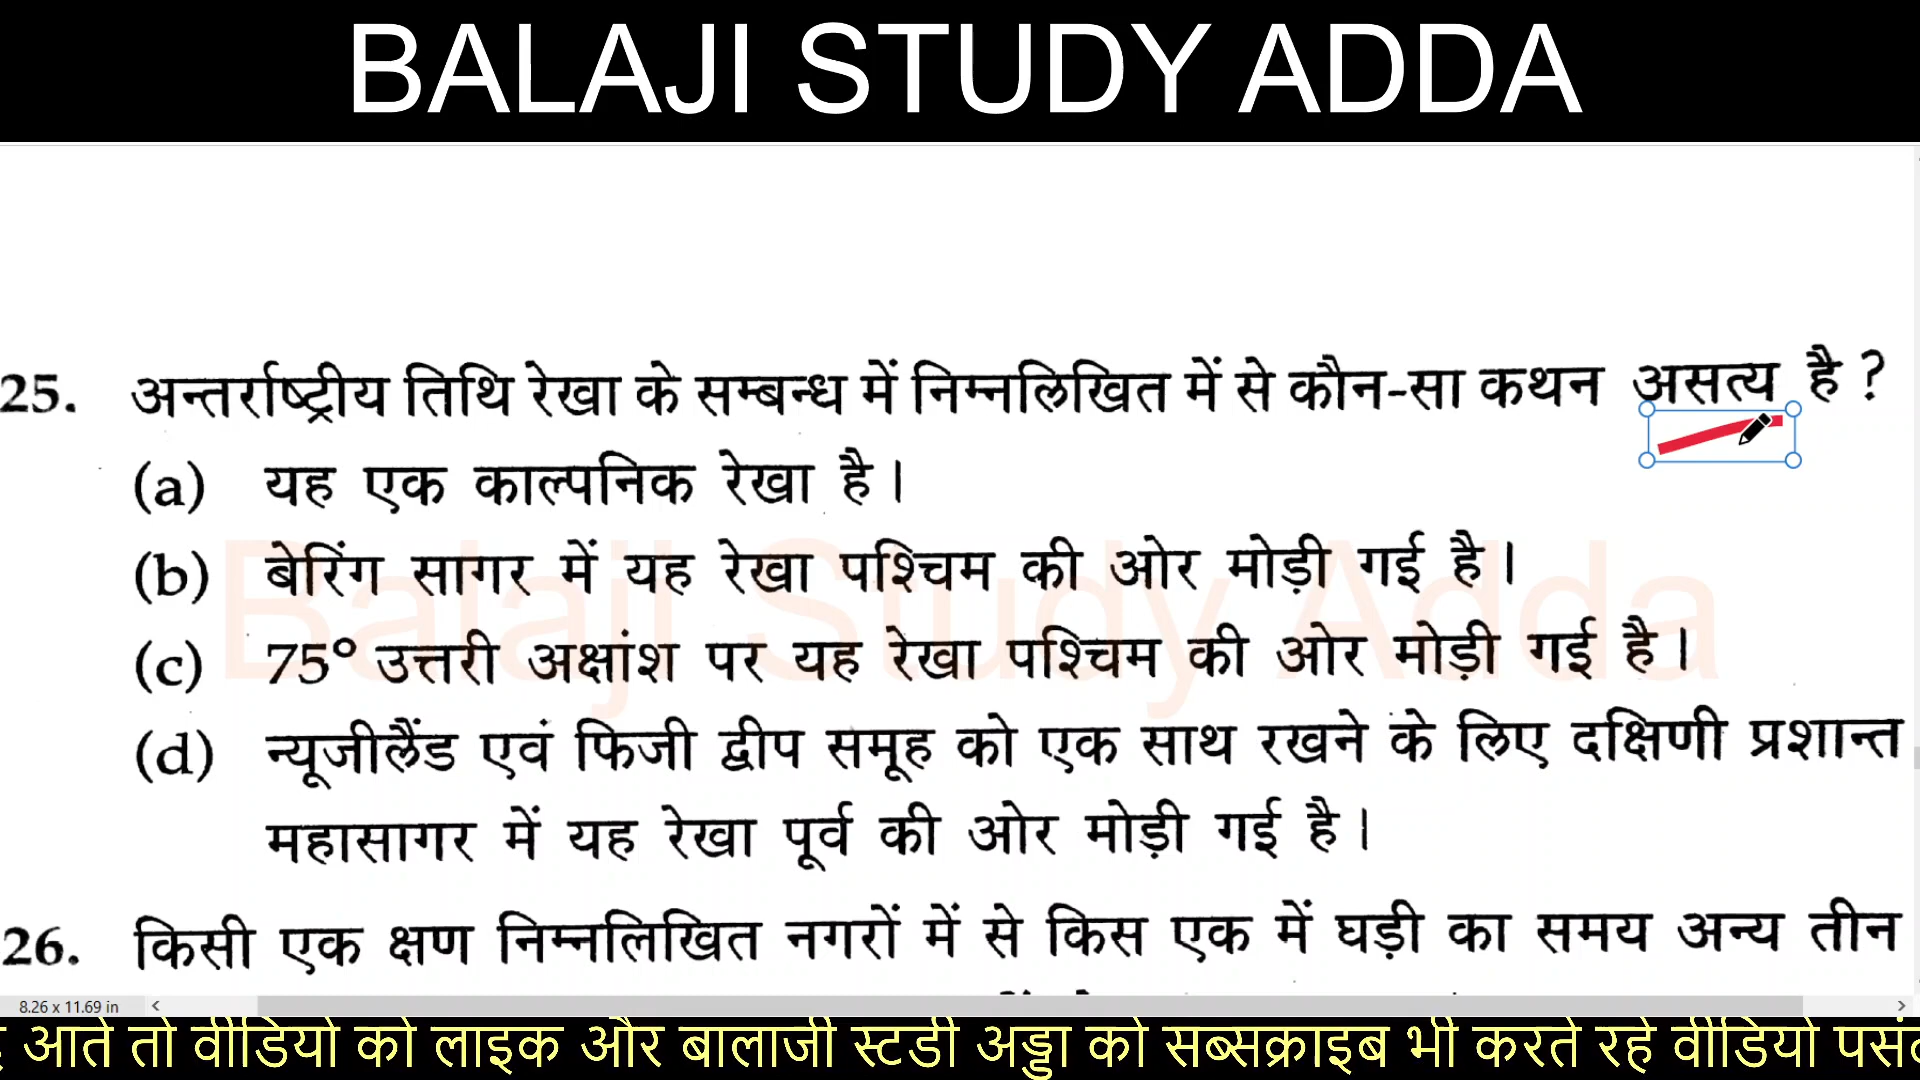 BALAJI STUDY ADDA
25. अन्तर्राष्ट्रीय तिथि रेखा के सम्बन्ध में निम्नलिखित में से कौन-सा कथन असत्य है ?
(a) यह एक काल्पनिक रेखा है।
(b) बेरिंग सागर में यह रेखा पश्चिम की ओर मोड़ी गई है।
Balaji Study Adda
(c) 75° उत्तरी अक्षांश पर यह रेखा पश्चिम की ओर मोड़ी गई है।
(d) न्यूजीलैंड एवं फिजी द्वीप समूह को एक साथ रखने के लिए दक्षिणी प्रशान्त
महासागर में यह रेखा पूर्व की ओर मोड़ी गई है।
26. किसी एक क्षण निम्नलिखित नगरों में से किस एक में घड़ी का समय अन्य तीन
8.26 x 11.69 in
आते तो वीडियो को लाइक और बालाजी स्टडी अड्डा को सब्सक्राइब भी करते रहे वीडियो